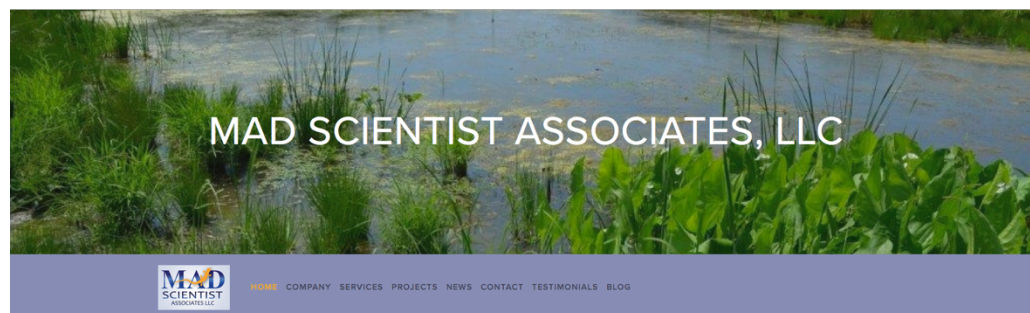 MAD SCIENTIST ASSOCIATES, LLC
MAD
SCIENTIST
ASSOCIATES LLC
HOME COMPANY SERVICES PROJECTS NEWS CONTACT TESTIMONIALS BLOG